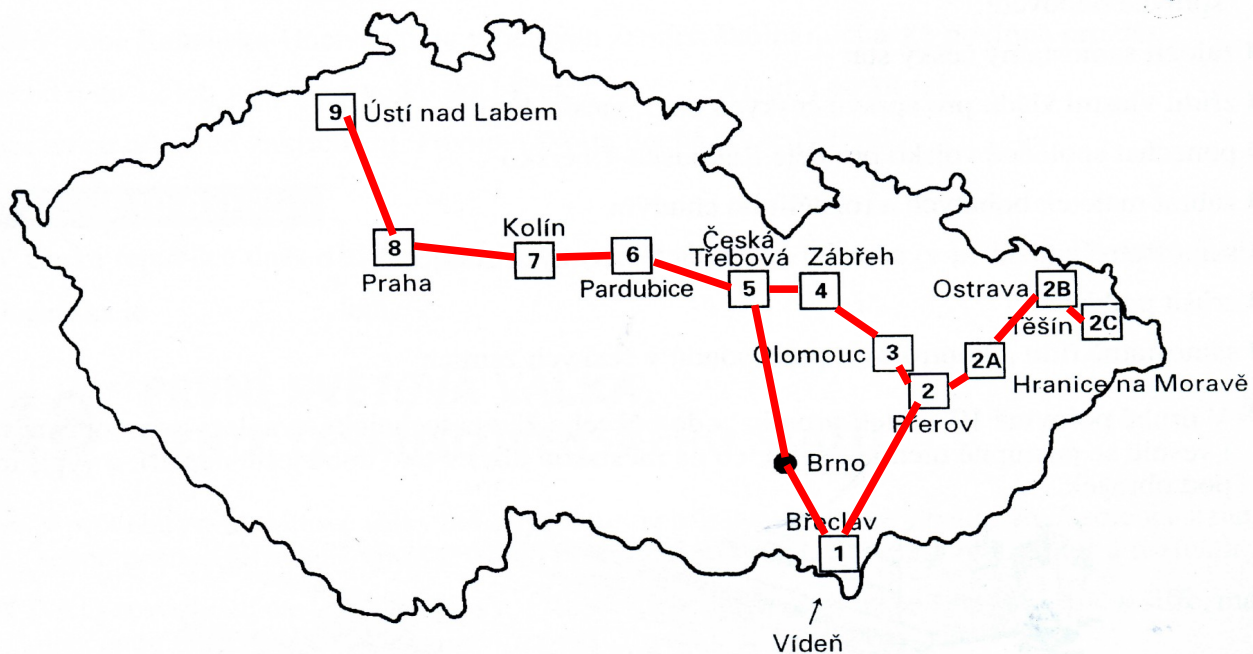 9
Ústí nad Labem
Kolín
8
7
6
Praha
Pardubice
Česká
Třebová
Zábřeh
5
4
Ostrava
2B
Těšín
2C
Olomouc
3
2A
Hranice na Moravě
2
Přerov
Brno
Břeclav
1
Vídeň